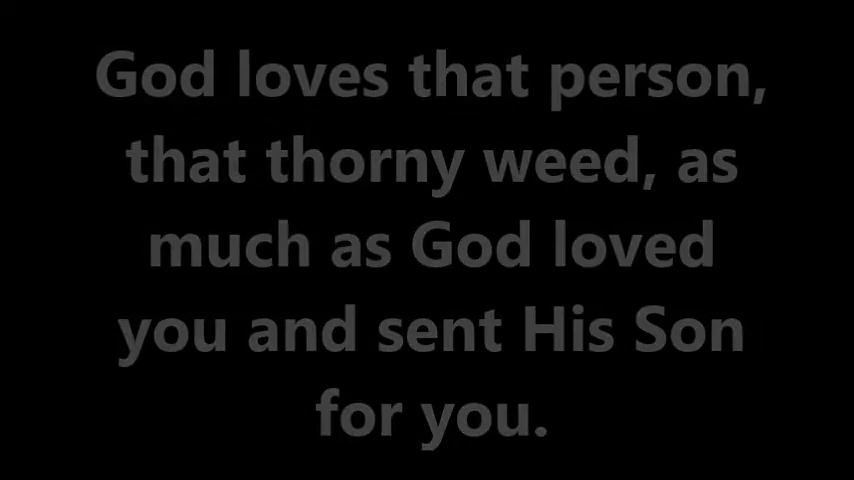 God loves that person,
that thorny weed, as
much as God loved
you and sent His Son
for you.